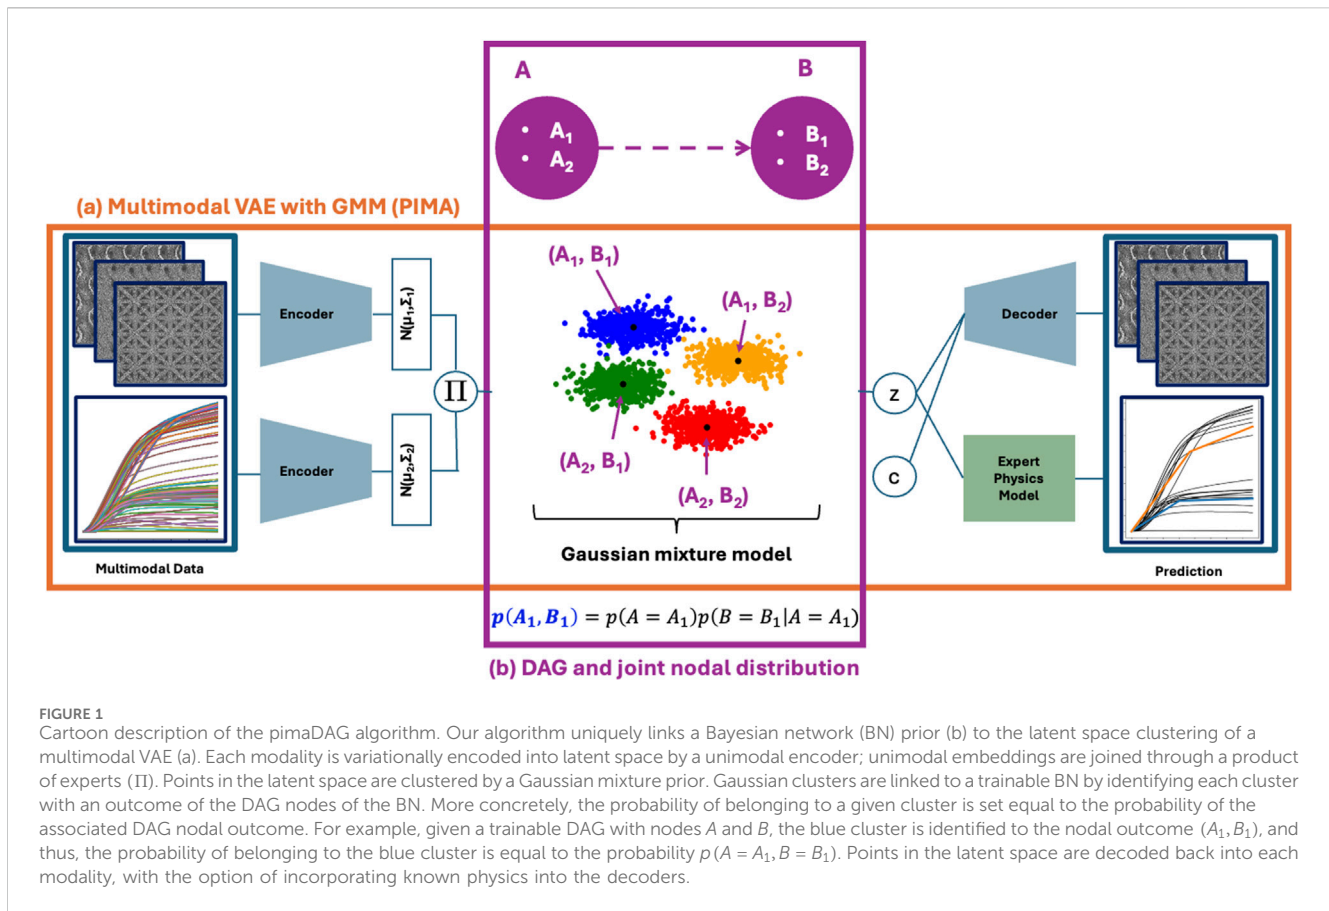 A
B
A₁
A₂
B₁
B₂
(a) Multimodal VAE with GMM (PIMA)
Encoder
N(μ₁,Σ₁)
Encoder
N(μ₂,Σ₂)
Multimodal Data
Π
(A₁, B₁)
(A₁, B₂)
(A₂, B₁)
(A₂, B₂)
Gaussian mixture model
z
c
Decoder
Expert
Physics
Model
Prediction
p(A₁, B₁) = p(A = A₁)p(B = B₁|A = A₁)
(b) DAG and joint nodal distribution
FIGURE 1
Cartoon description of the pimaDAG algorithm. Our algorithm uniquely links a Bayesian network (BN) prior (b) to the latent space clustering of a
multimodal VAE (a). Each modality is variationally encoded into latent space by a unimodal encoder; unimodal embeddings are joined through a product
of experts (Π). Points in the latent space are clustered by a Gaussian mixture prior. Gaussian clusters are linked to a trainable BN by identifying each cluster
with an outcome of the DAG nodes of the BN. More concretely, the probability of belonging to a given cluster is set equal to the probability of the
associated DAG nodal outcome. For example, given a trainable DAG with nodes A and B, the blue cluster is identified to the nodal outcome (A₁, B₁), and
thus, the probability of belonging to the blue cluster is equal to the probability p(A = A₁, B = B₁). Points in the latent space are decoded back into each
modality, with the option of incorporating known physics into the decoders.